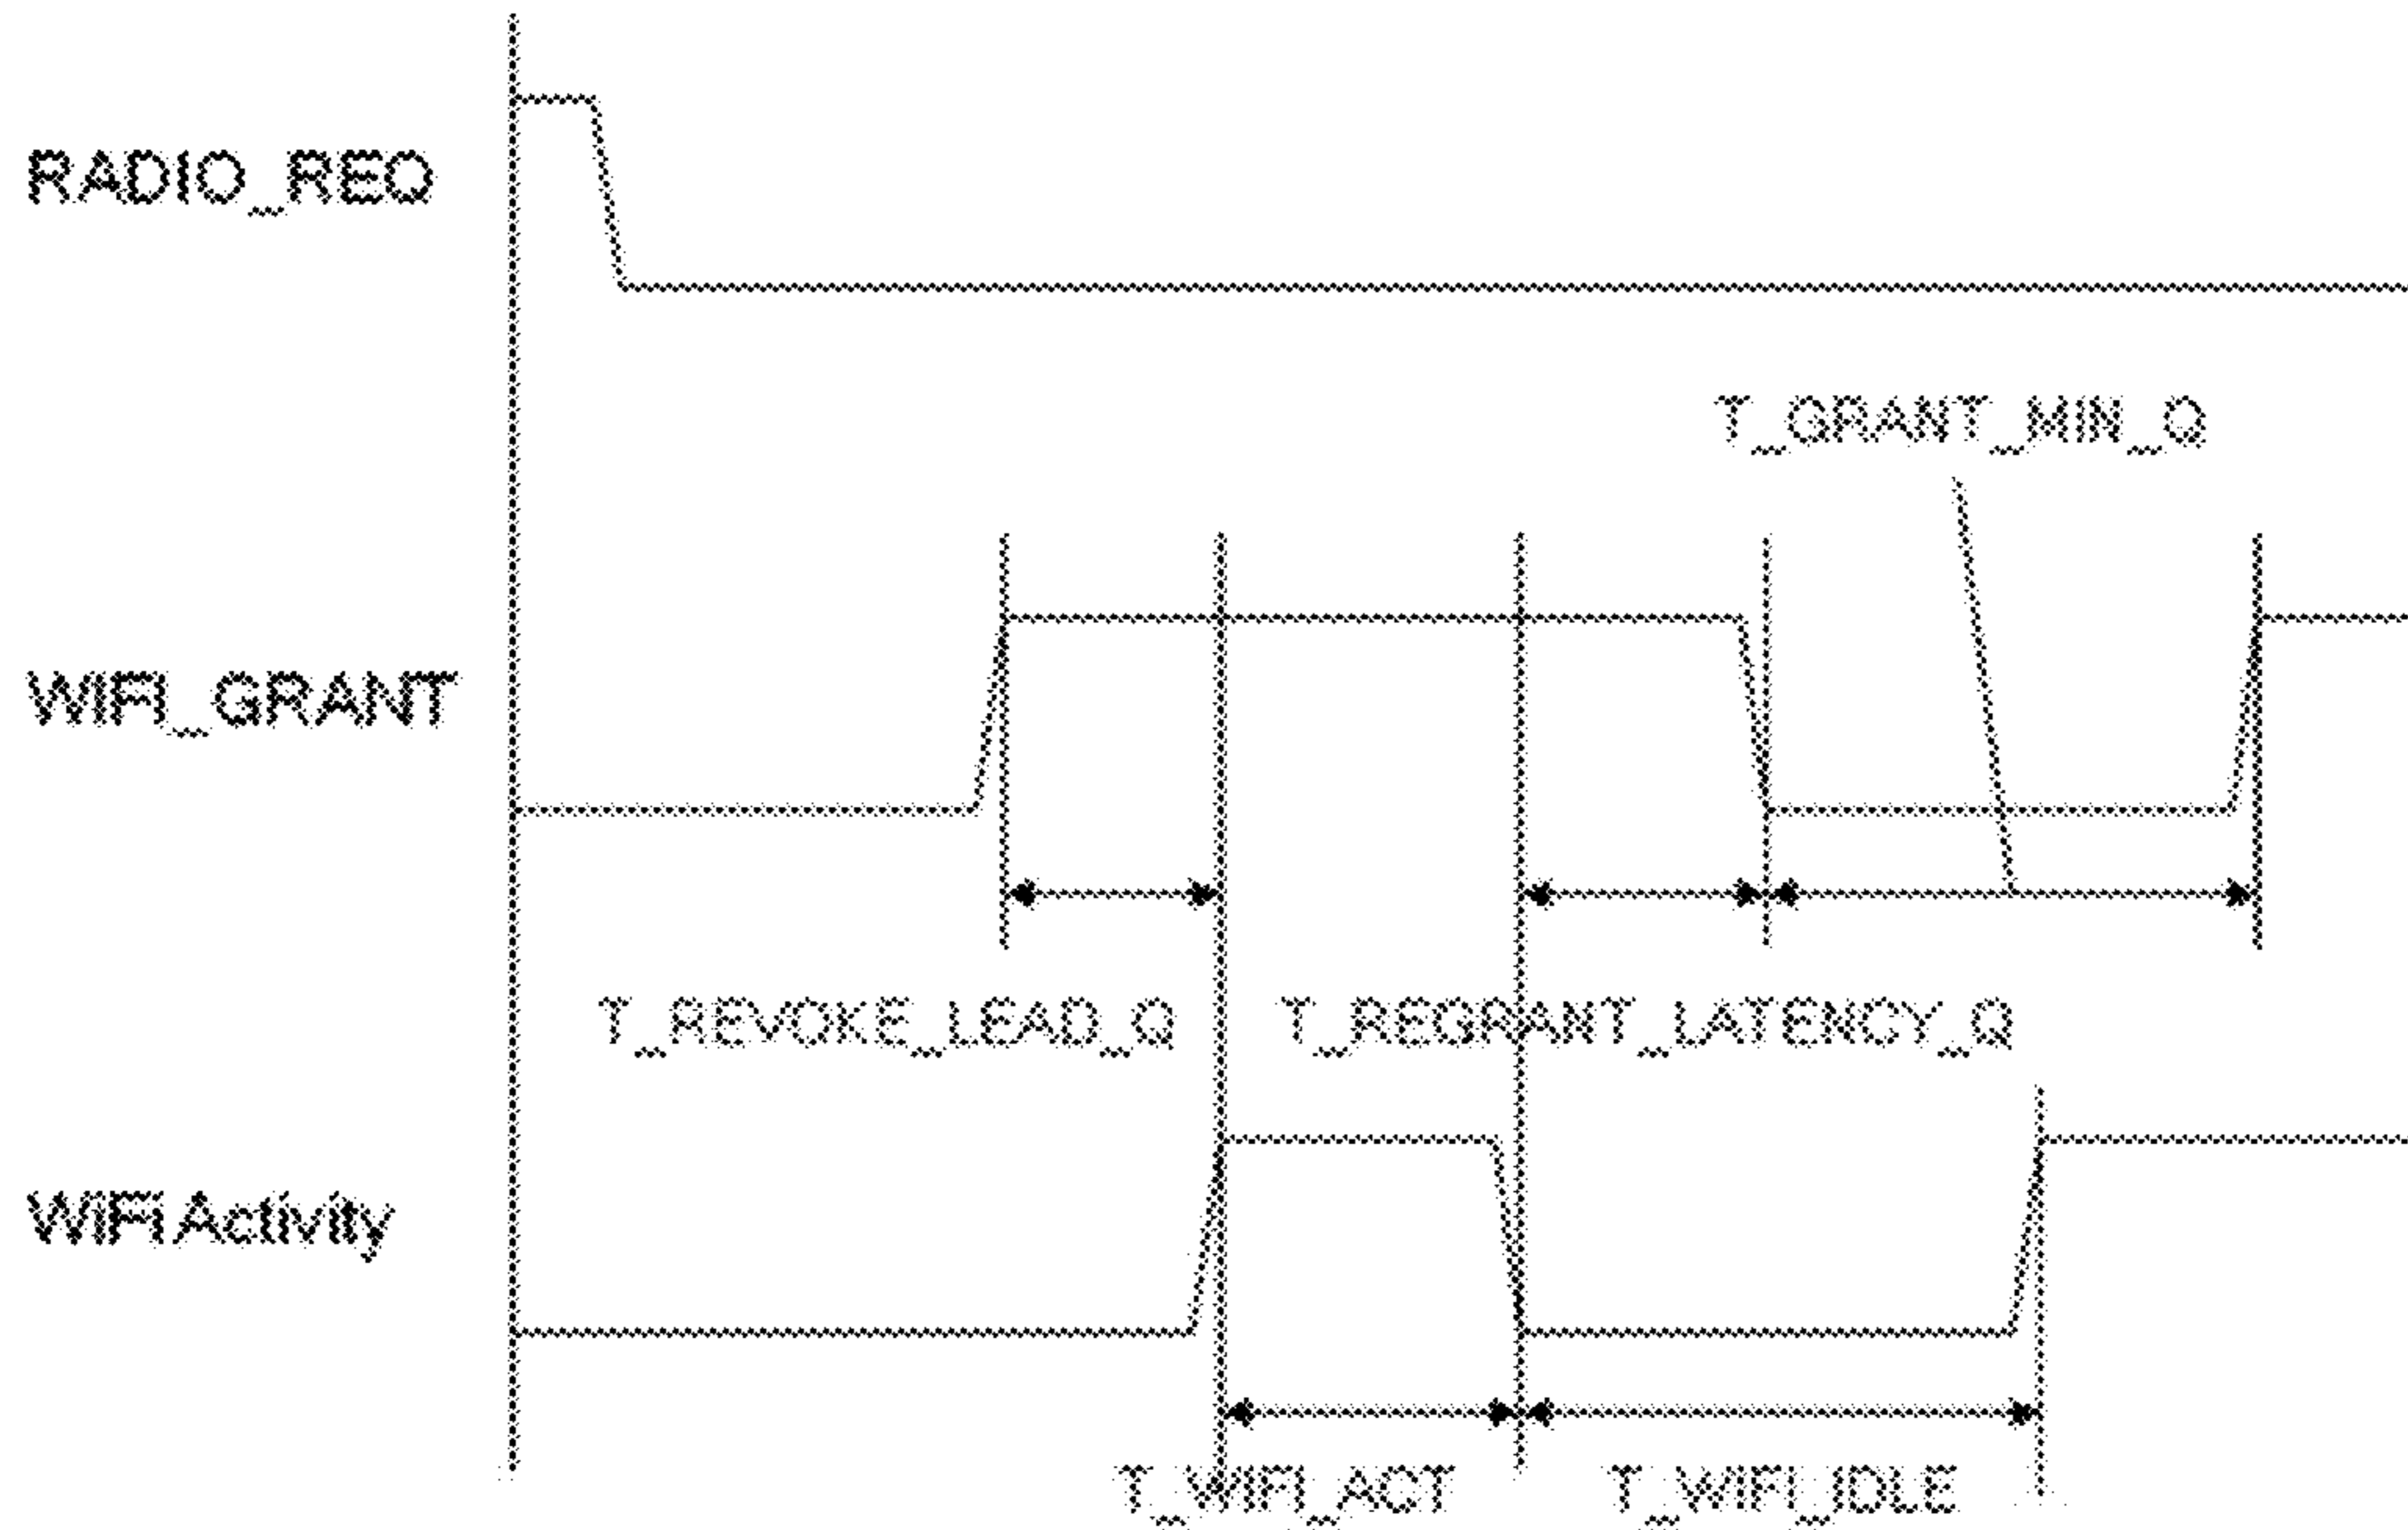 RADIO_REQ
T_GRANT_MIN_Q
WIFI_GRANT
T_REVOKE_LEAD_Q
T_REGRANT_LATENCY_Q
WiFi Activity
T_WIFI_ACT
T_WIFI_IDLE